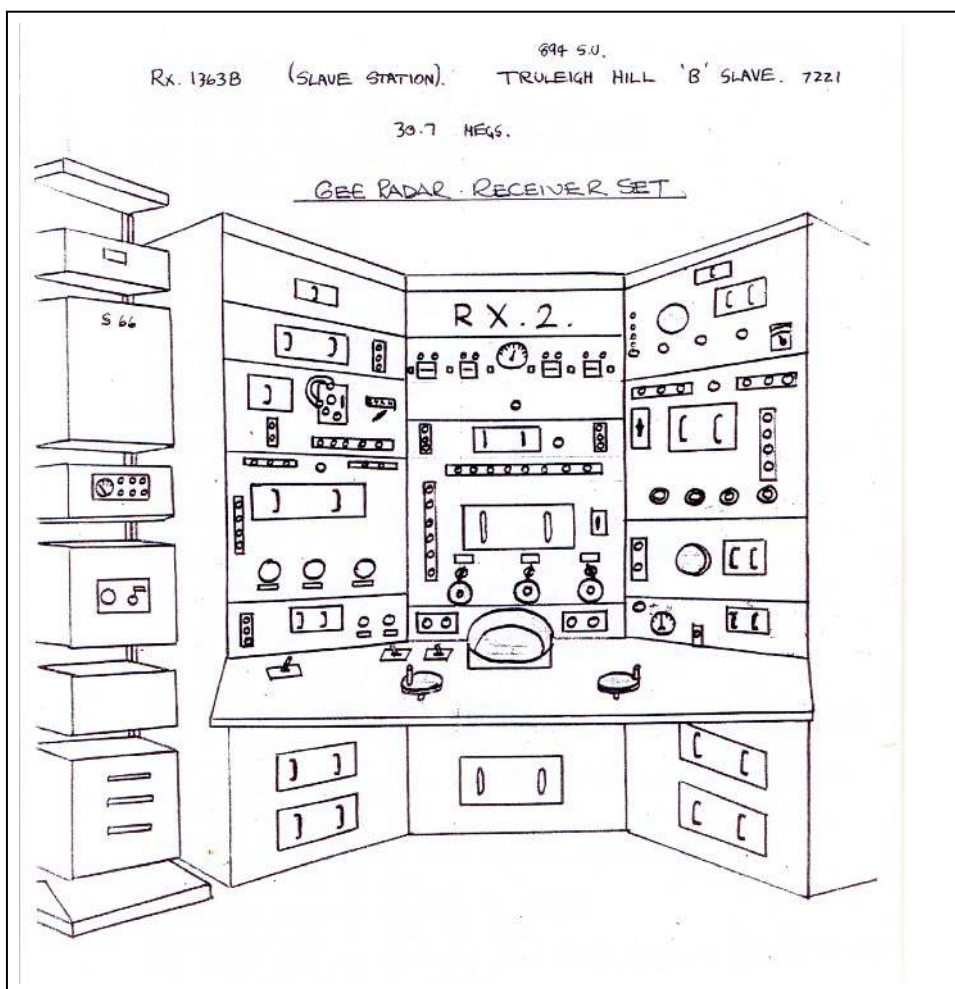 894 S.U.
RX. 1363B (SLAVE STATION). TRULEIGH HILL 'B' SLAVE. 7221
30.7 MEGS.
GEE RADAR. RECEIVER SET
RX.2.
S 66